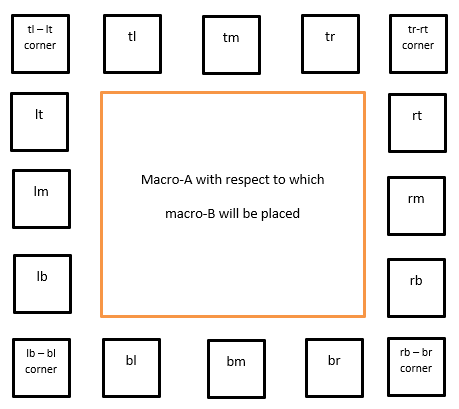 tl – lt
corner
tl
tm
tr
tr-rt
corner
lt
rt
Macro-A with respect to which
macro-B will be placed
lm
rm
lb
rb
lb – bl
corner
bl
bm
br
rb – br
corner